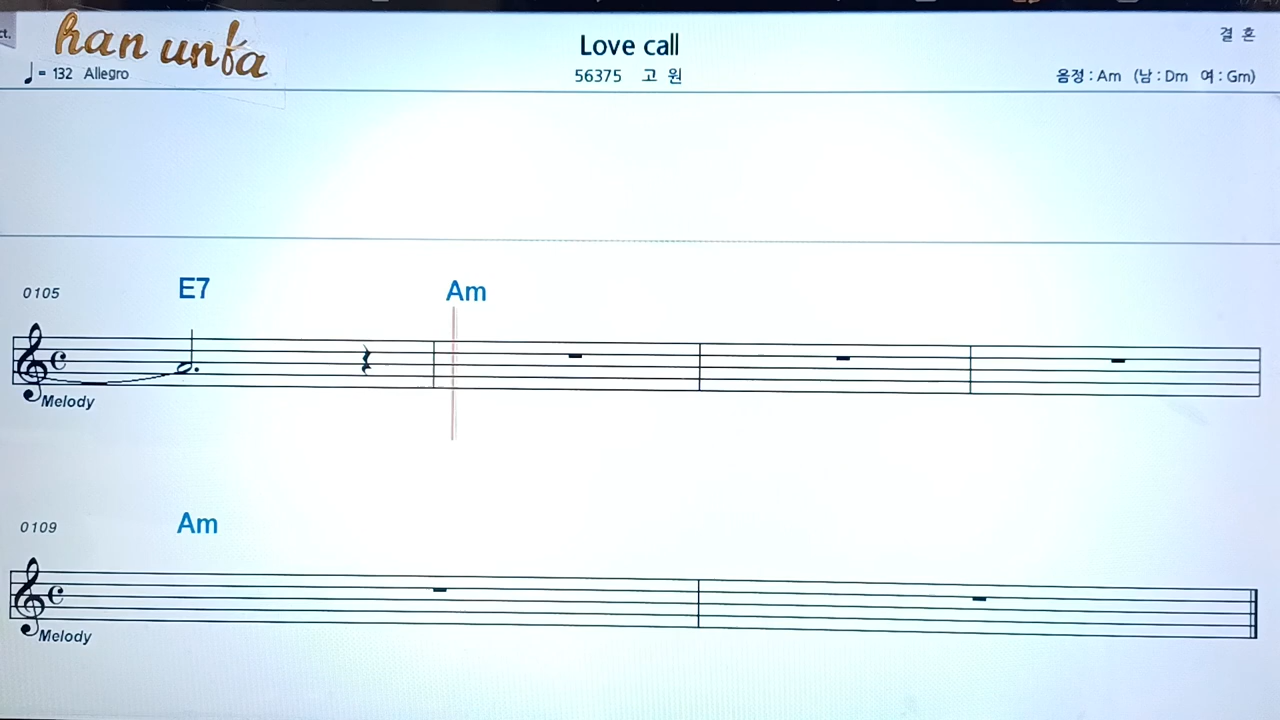 ct.
han unfa
♩= 132 Allegro
Love call
56375 고 원
결 혼
음정 : Am (남 : Dm 여 : Gm)
0105
E7
Am
Melody
0109
Am
Melody